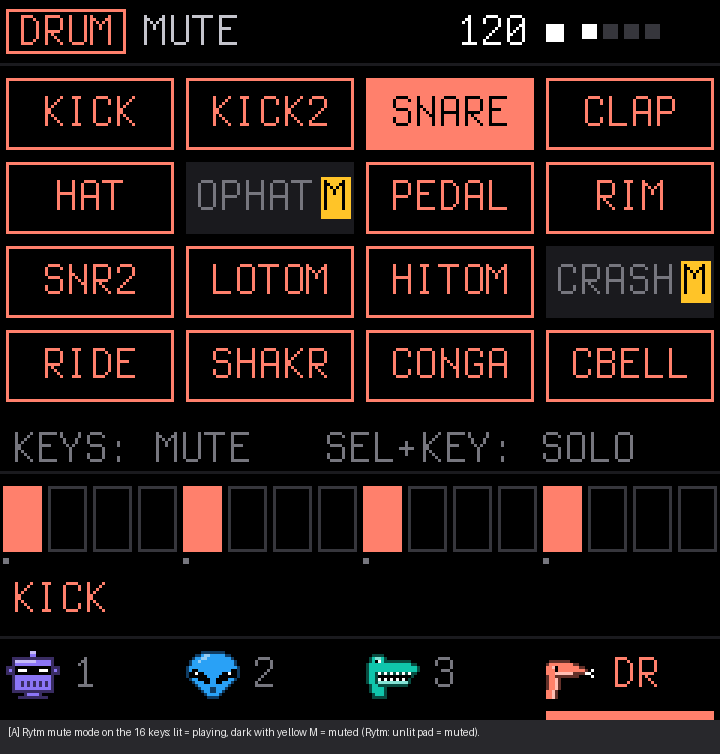 DRUM MUTE 120
KICK KICK2 SNARE CLAP
HAT OPHAT M PEDAL RIM
SNR2 LOTOM HITOM CRASH M
RIDE SHAKR CONGA CBELL
KEYS: MUTE SEL+KEY: SOLO
KICK
1 2 3 DR
[A] Rytm mute mode on the 16 keys: lit = playing, dark with yellow M = muted (Rytm: unlit pad = muted).